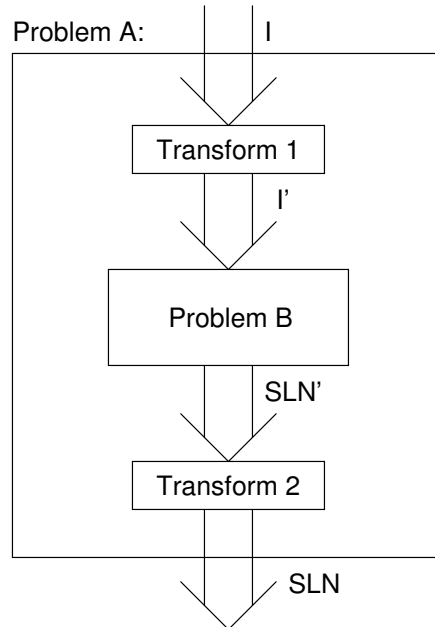 Problem A:
I
Transform 1
I'
Problem B
SLN'
Transform 2
SLN